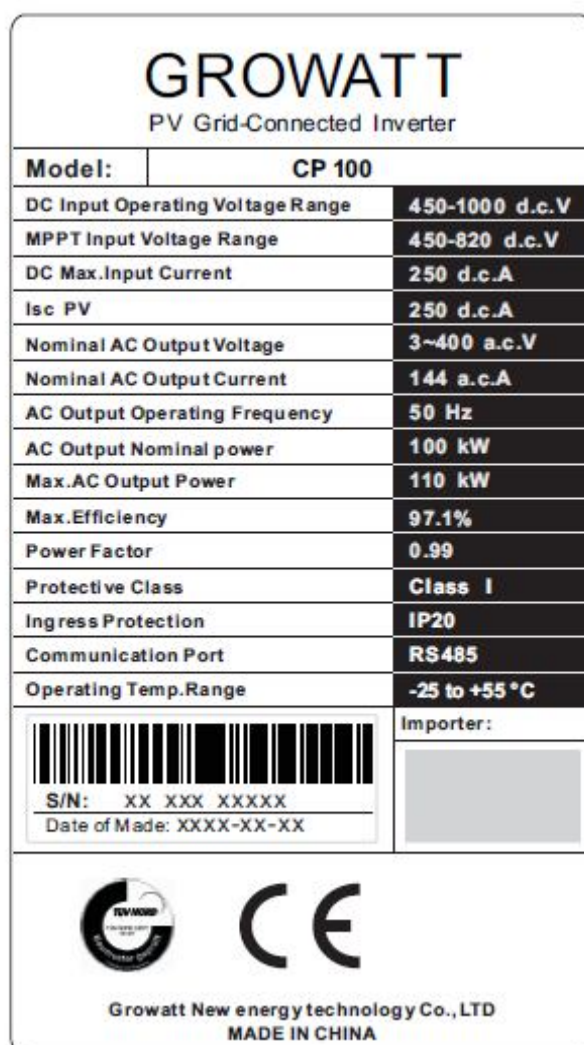 GROWATT
PV Grid-Connected Inverter
Model: CP 100
DC Input Operating Voltage Range 450-1000 d.c.V
MPPT Input Voltage Range 450-820 d.c.V
DC Max.Input Current 250 d.c.A
Isc PV 250 d.c.A
Nominal AC Output Voltage 3~400 a.c.V
Nominal AC Output Current 144 a.c.A
AC Output Operating Frequency 50 Hz
AC Output Nominal power 100 kW
Max.AC Output Power 110 kW
Max.Efficiency 97.1%
Power Factor 0.99
Protective Class Class I
Ingress Protection IP20
Communication Port RS485
Operating Temp.Range -25 to +55°C
Importer:
S/N: XX XXX XXXXX
Date of Made: XXXX-XX-XX
TÜV NORD
CE
Growatt New energy technology Co., LTD
MADE IN CHINA